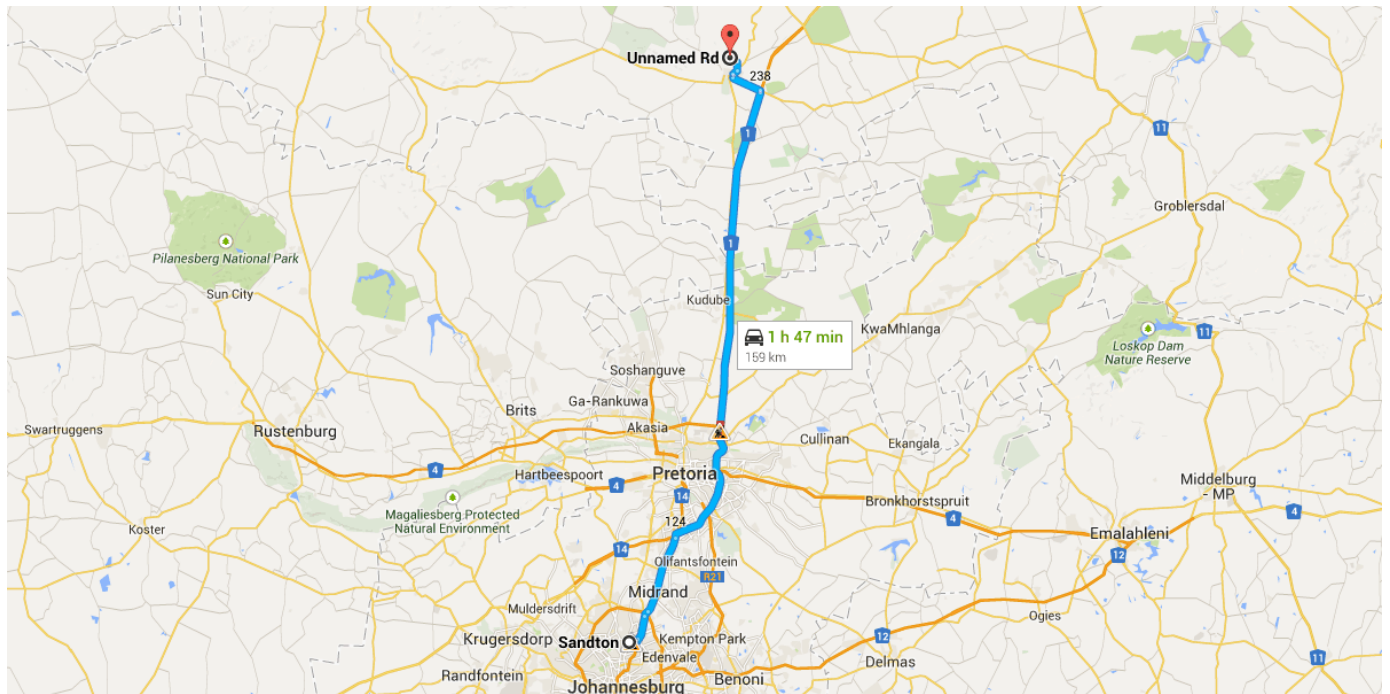 Unnamed Rd
238
1
11
Groblersdal
Pilanesberg National Park
1
Sun City
Kudube
KwaMhlanga
1 h 47 min
159 km
11
Loskop Dam
Nature Reserve
Soshanguve
Ga-Rankuwa
Brits
Swartruggens
Rustenburg
Akasia
Cullinan
Ekangala
4
Hartbeespoort
Pretoria
4
14
Middelburg
- MP
Bronkhorstspruit
Magaliesberg Protected
Natural Environment
124
4
4
Koster
Emalahleni
14
12
Olifantsfontein
R21
Midrand
Muldersdrift
Ogies
Krugersdorp
Sandton
Kempton Park
12
Edenvale
Delmas
11
Randfontein
Benoni
Johannesburg